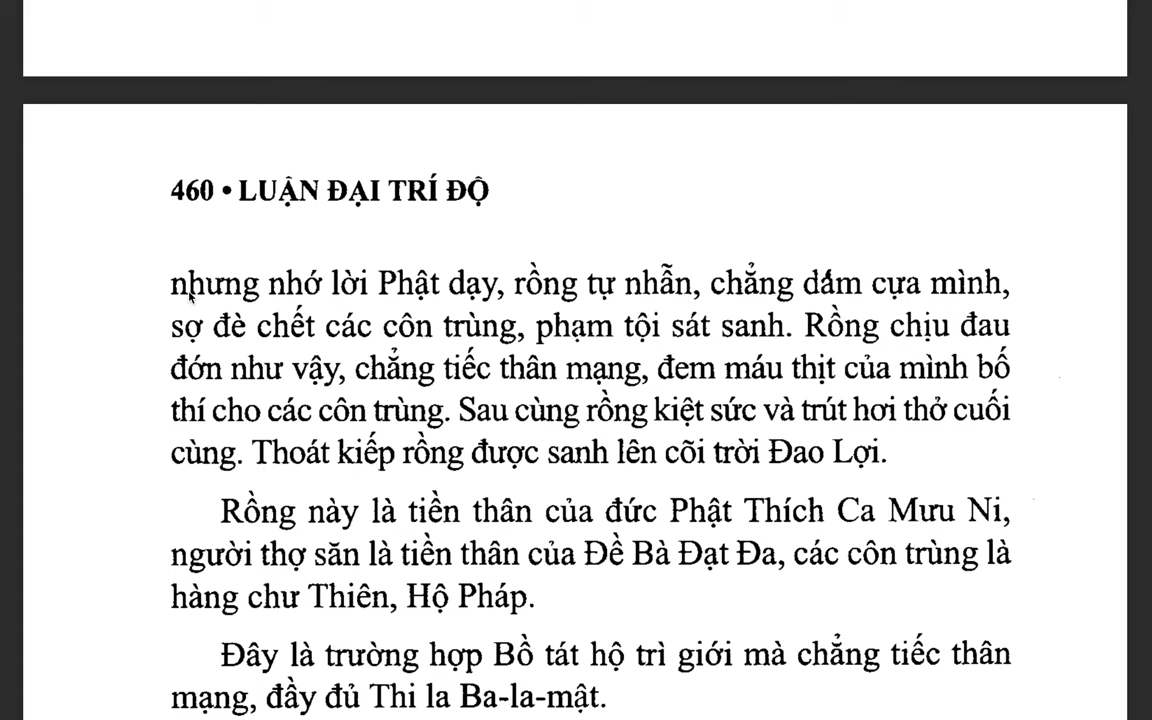 460 • LUẬN ĐẠI TRÍ ĐỘ
nhưng nhớ lời Phật dạy, rồng tự nhẫn, chẳng dám cựa mình,
sợ đè chết các côn trùng, phạm tội sát sanh. Rồng chịu đau
đớn như vậy, chẳng tiếc thân mạng, đem máu thịt của mình bố
thí cho các côn trùng. Sau cùng rồng kiệt sức và trút hơi thở cuối
cùng. Thoát kiếp rồng được sanh lên cõi trời Đao Lợi.
Rồng này là tiền thân của đức Phật Thích Ca Mưu Ni,
người thợ săn là tiền thân của Đề Bà Đạt Đa, các côn trùng là
hàng chư Thiên, Hộ Pháp.
Đây là trường hợp Bồ tát hộ trì giới mà chẳng tiếc thân
mạng, đầy đủ Thi la Ba-la-mật.